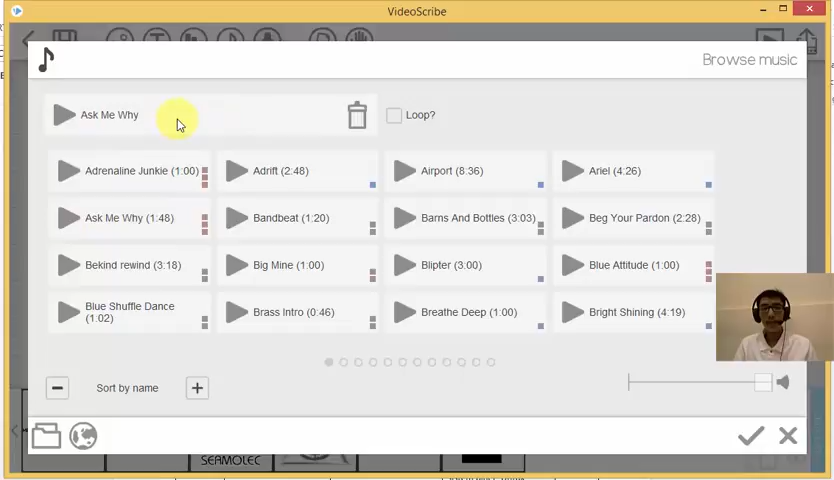 VideoScribe
Browse music
Ask Me Why
Loop?
Adrenaline Junkie (1:00)
Adrift (2:48)
Airport (8:36)
Ariel (4:26)
Ask Me Why (1:48)
Bandbeat (1:20)
Barns And Bottles (3:03)
Beg Your Pardon (2:28)
Bekind rewind (3:18)
Big Mine (1:00)
Blipter (3:00)
Blue Attitude (1:00)
Blue Shuffle Dance
(1:02)
Brass Intro (0:46)
Breathe Deep (1:00)
Bright Shining (4:19)
Sort by name
SEAMOLEC